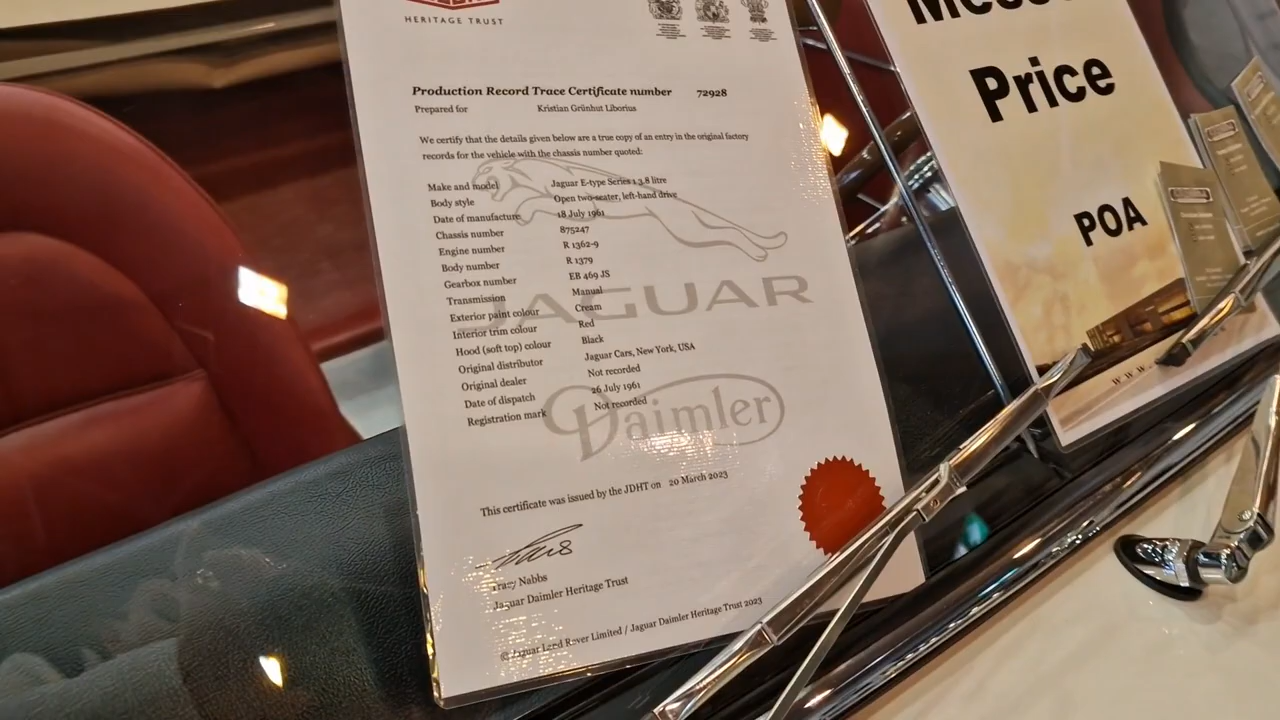 HERITAGE TRUST
Production Record Trace Certificate number 72928
Prepared for Kristian Grünhut Liborius
We certify that the details given below are a true copy of an entry in the original factory
records for the vehicle with the chassis number quoted:
Make and model Jaguar E-type Series 1 3.8 litre
Body style Open two-seater, left-hand drive
Date of manufacture 18 July 1961
Chassis number 875247
Engine number R 1362-9
Body number R 1379
Gearbox number EB 469 JS
Transmission Manual
Exterior paint colour Cream
Interior trim colour Red
Hood (soft top) colour Black
Original distributor Jaguar Cars, New York, USA
Original dealer Not recorded
Date of dispatch 26 July 1961
Registration mark Not recorded
JAGUAR
Daimler
This certificate was issued by the JDHT on 20 March 2023
Tracy Nabbs
Jaguar Daimler Heritage Trust
© Jaguar Land Rover Limited / Jaguar Daimler Heritage Trust 2023
Price
POA
www.